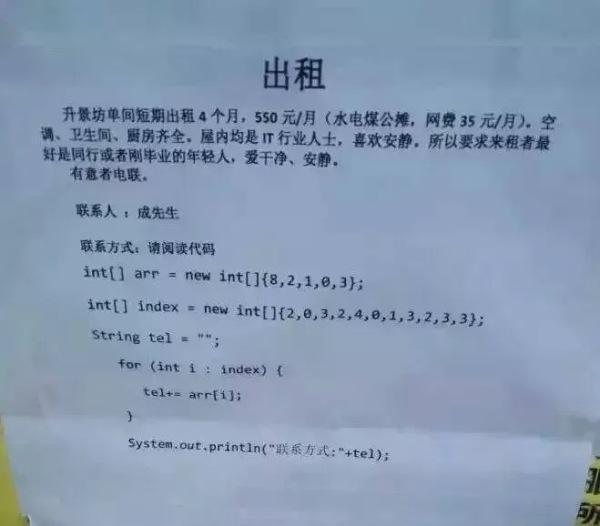 出租
升景坊单间短期出租 4 个月，550 元/月（水电煤公摊，网费 35 元/月）。空
调、卫生间、厨房齐全。屋内均是 IT 行业人士，喜欢安静。所以要求来租者最
好是同行或者刚毕业的年轻人，爱干净、安静。
有意者电联。
联系人：成先生
联系方式：请阅读代码
int[] arr = new int[]{8,2,1,0,3};
int[] index = new int[]{2,0,3,2,4,0,1,3,2,3,3};
String tel = "";
for (int i : index) {
tel+= arr[i];
}
System.out.println("联系方式:"+tel);
所